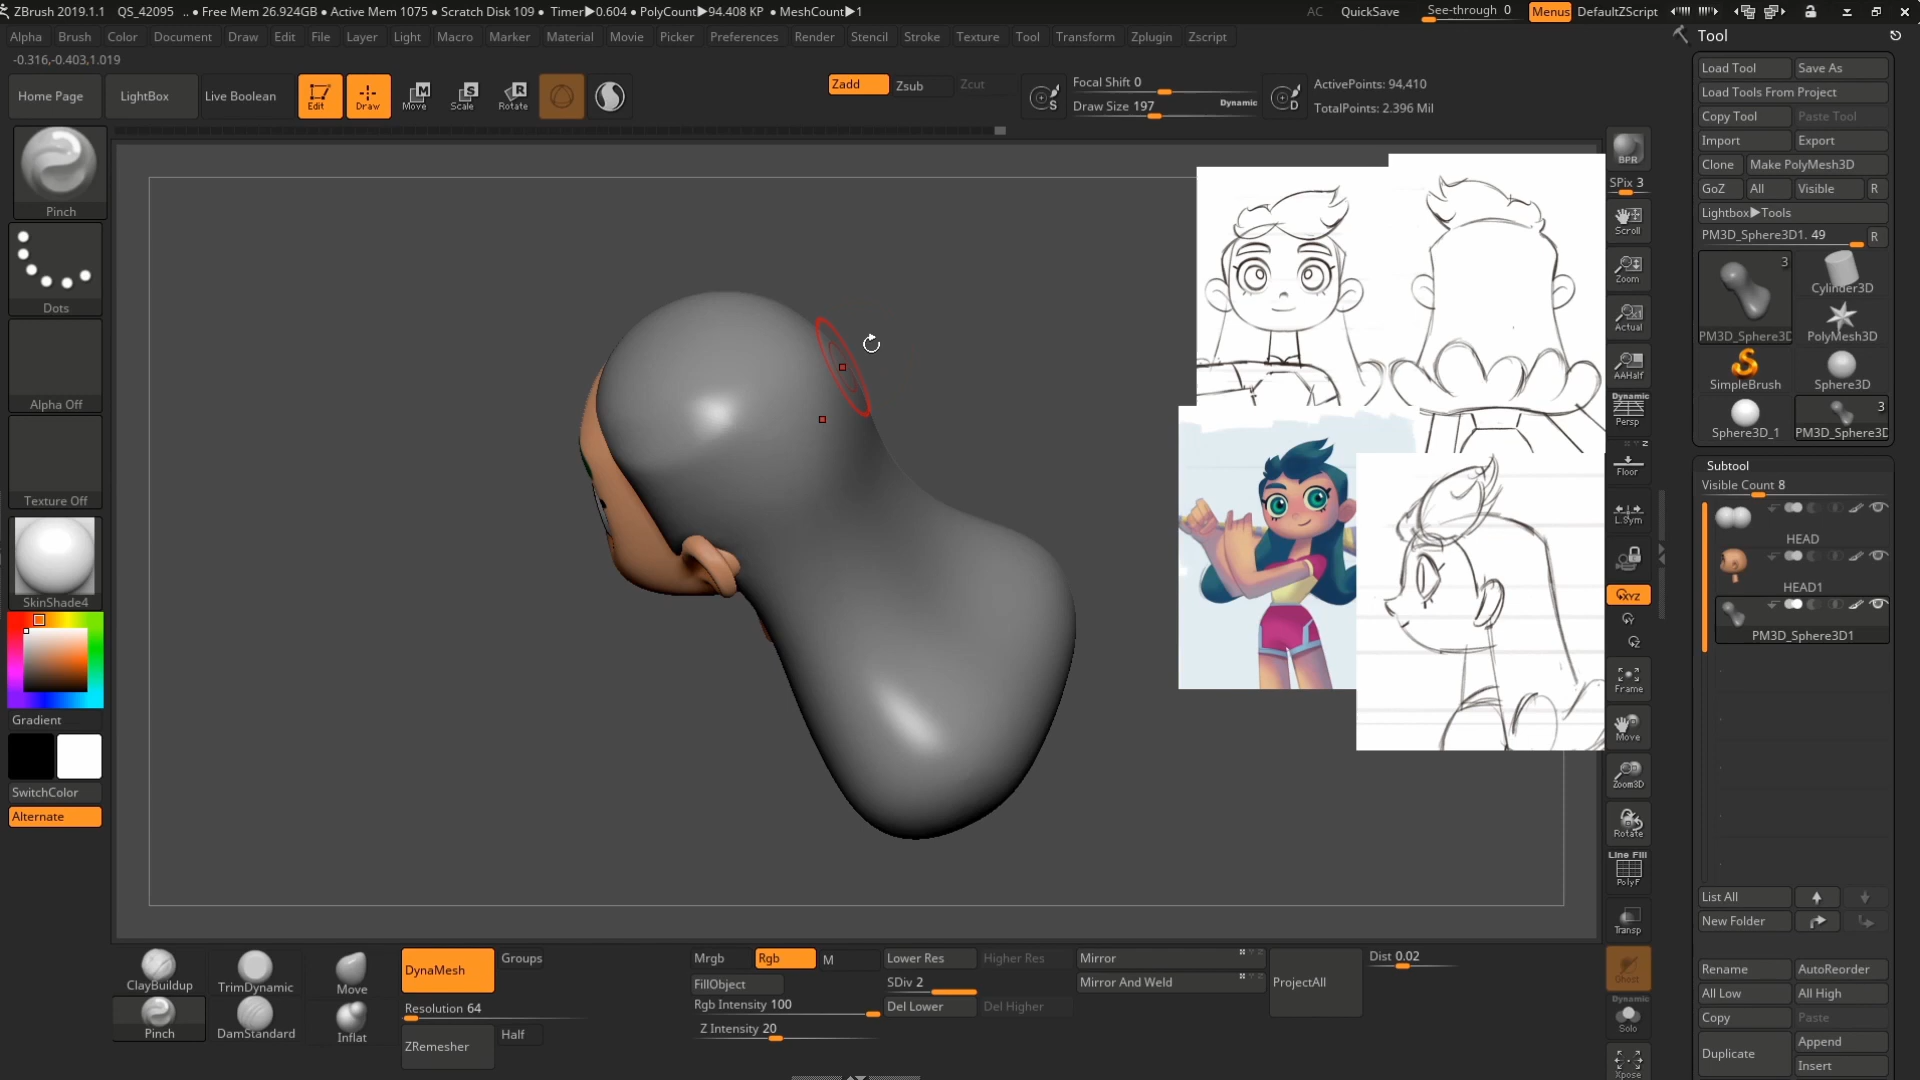 ZBrush 2019.1.1 QS_42095 .. ● Free Mem 26.924GB ● Active Mem 1075 ● Scratch Disk 109 ● Timer▶0.604 ● PolyCount▶94.408 KP ● MeshCount▶1 AC QuickSave See-through 0 Menus DefaultZScript
Alpha Brush Color Document Draw Edit File Layer Light Macro Marker Material Movie Picker Preferences Render Stencil Stroke Texture Tool Transform Zplugin Zscript
-0.316,-0.403,1.019
Home Page LightBox Live Boolean Edit Draw Move Scale Rotate
Zadd Zsub Zcut
Focal Shift 0
Draw Size 197 Dynamic
ActivePoints: 94,410
TotalPoints: 2.396 Mil
Pinch
Dots
Alpha Off
Texture Off
SkinShade4
Gradient
SwitchColor
Alternate
BPR
SPix 3
Scroll
Zoom
Actual
AAHalf
Dynamic
Persp
Floor
L.Sym
XYZ
Frame
Move
Zoom3D
Rotate
Line Fill
PolyF
Transp
Ghost
Dynamic
Solo
Xpose
Tool
Load Tool Save As
Load Tools From Project
Copy Tool Paste Tool
Import Export
Clone Make PolyMesh3D
GoZ All Visible R
Lightbox▶Tools
PM3D_Sphere3D1. 49 R
3
Cylinder3D
PM3D_Sphere3D PolyMesh3D
SimpleBrush Sphere3D
3
Sphere3D_1 PM3D_Sphere3D
Subtool
Visible Count 8
HEAD
HEAD1
PM3D_Sphere3D1
List All
New Folder
Rename AutoReorder
All Low All High
Copy Paste
Duplicate Append
Insert
ClayBuildup TrimDynamic Move
Pinch DamStandard Inflat
DynaMesh Groups
Resolution 64
ZRemesher Half
Mrgb Rgb M
FillObject
Rgb Intensity 100
Z Intensity 20
Lower Res Higher Res
SDiv 2
Del Lower Del Higher
Mirror
Mirror And Weld
ProjectAll
Dist 0.02